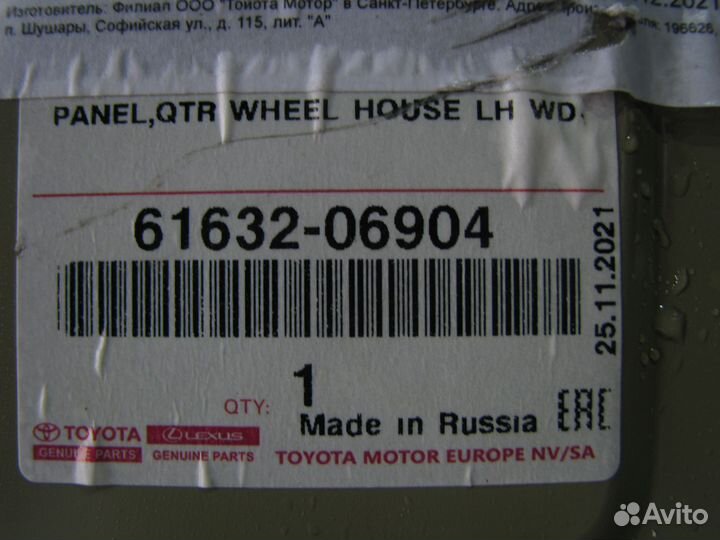 Изготовитель: Филиал ООО "Тойота Мотор" в Санкт-Петербурге.
п. Шушары, Софийская ул., д. 115, лит. "А" 196626,
PANEL,QTR WHEEL HOUSE LH WD.
61632-06904
25.11.2021
QTY: 1
Made in Russia EAC
TOYOTA LEXUS
GENUINE PARTS GENUINE PARTS TOYOTA MOTOR EUROPE NV/SA
Avito